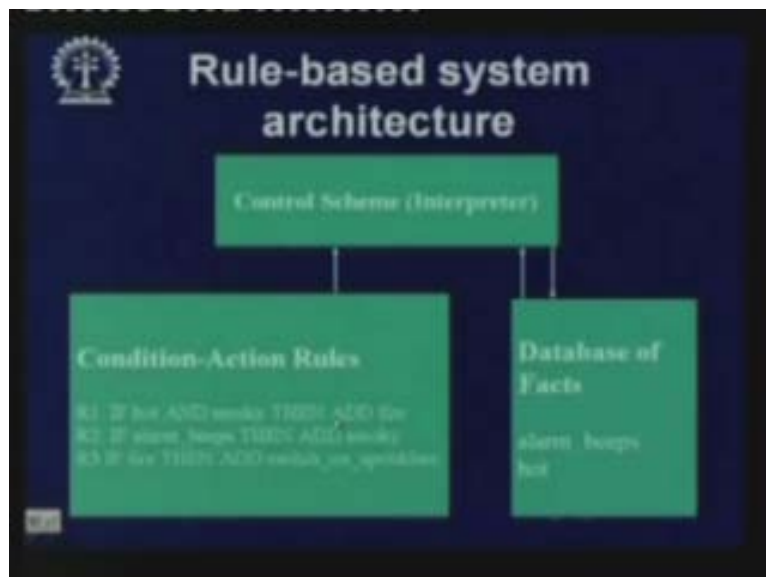 Rule-based system
architecture
Control Scheme (Interpreter)
Condition-Action Rules
R1: IF hot AND smoky THEN ADD fire
R2: IF alarm_beeps THEN ADD smoky
R3 IF fire THEN ADD switch_on_sprinklers
Database of
Facts
alarm_beeps
hot